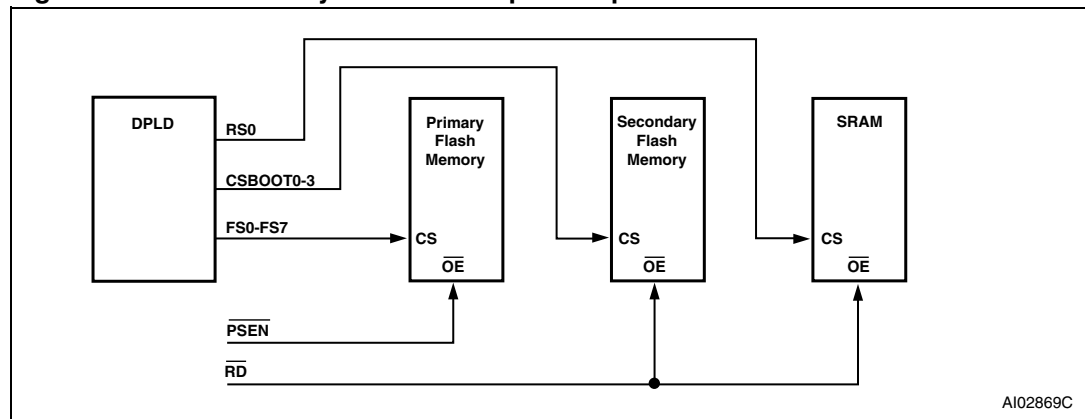 DPLD
RS0
CSBOOT0-3
FS0-FS7
Primary
Flash
Memory
CS
OE
Secondary
Flash
Memory
CS
OE
SRAM
CS
OE
PSEN
RD
AI02869C